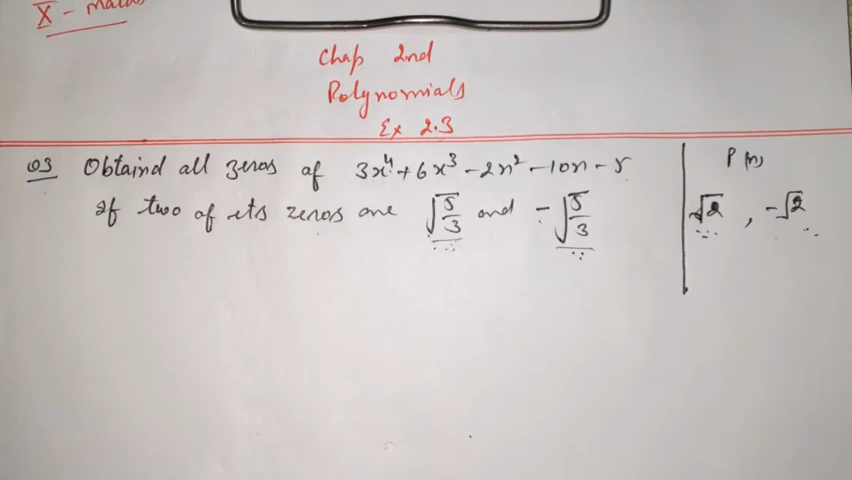 X - maths
Chap 2nd
Polynomials
Ex 2.3
Q3 Obtaind all zeros of 3x⁴+6x³-2x²-10x-5
If two of its zeros are √5/3 and -√5/3
P(x)
√2 , -√2